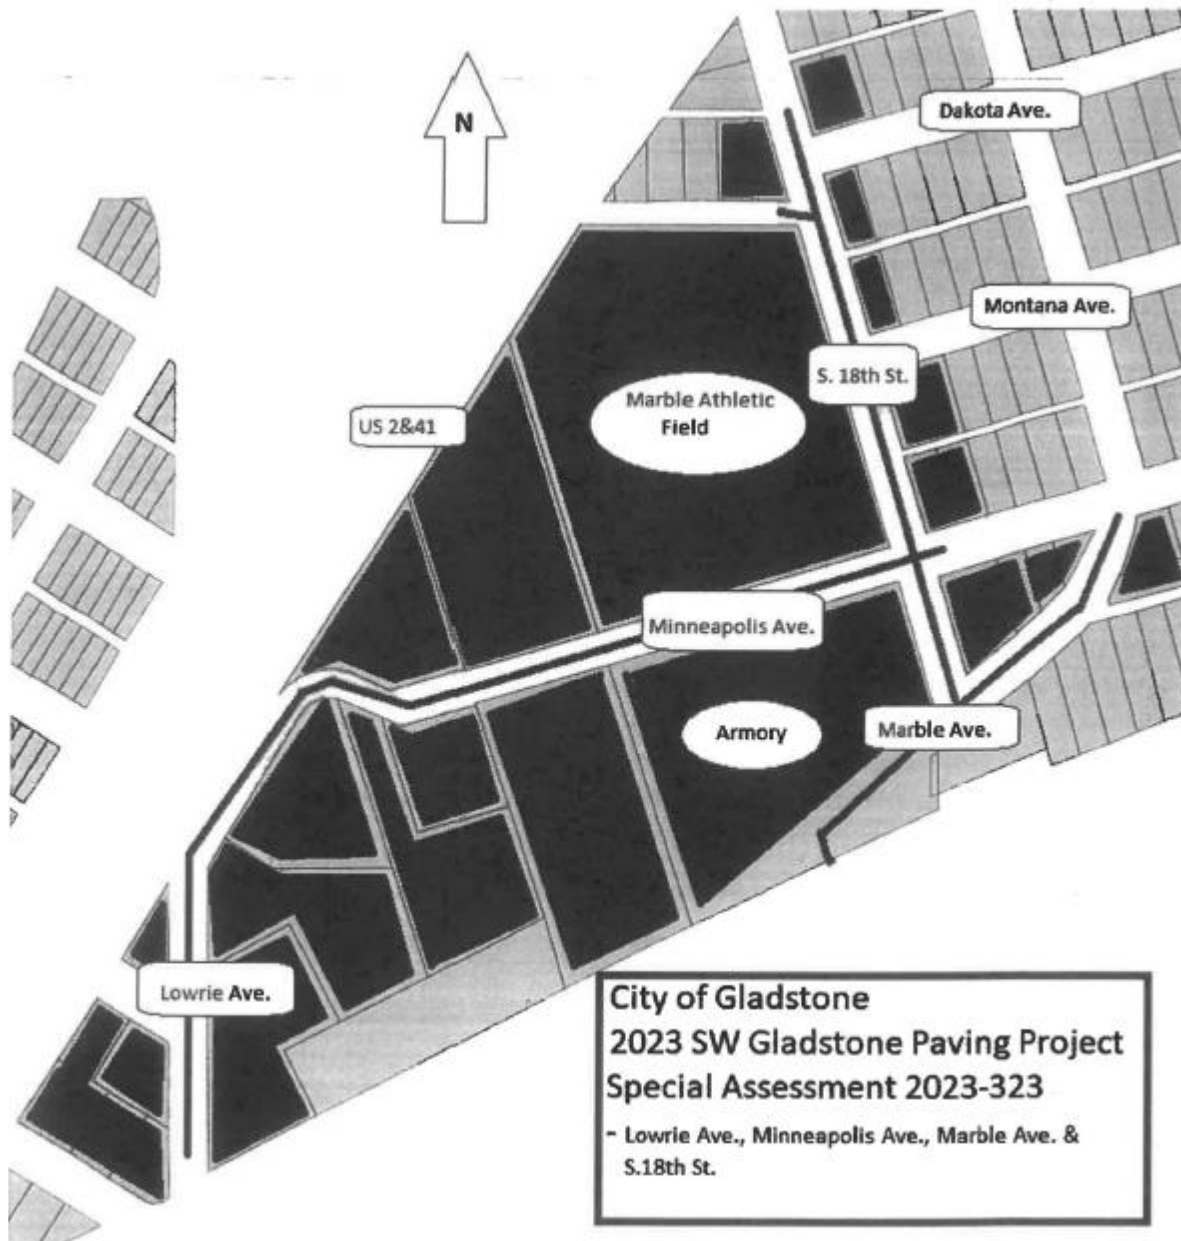 N
Dakota Ave.
Montana Ave.
S. 18th St.
Marble Athletic
Field
US 2&41
Minneapolis Ave.
Armory
Marble Ave.
Lowrie Ave.
City of Gladstone
2023 SW Gladstone Paving Project
Special Assessment 2023-323
- Lowrie Ave., Minneapolis Ave., Marble Ave. &
S.18th St.